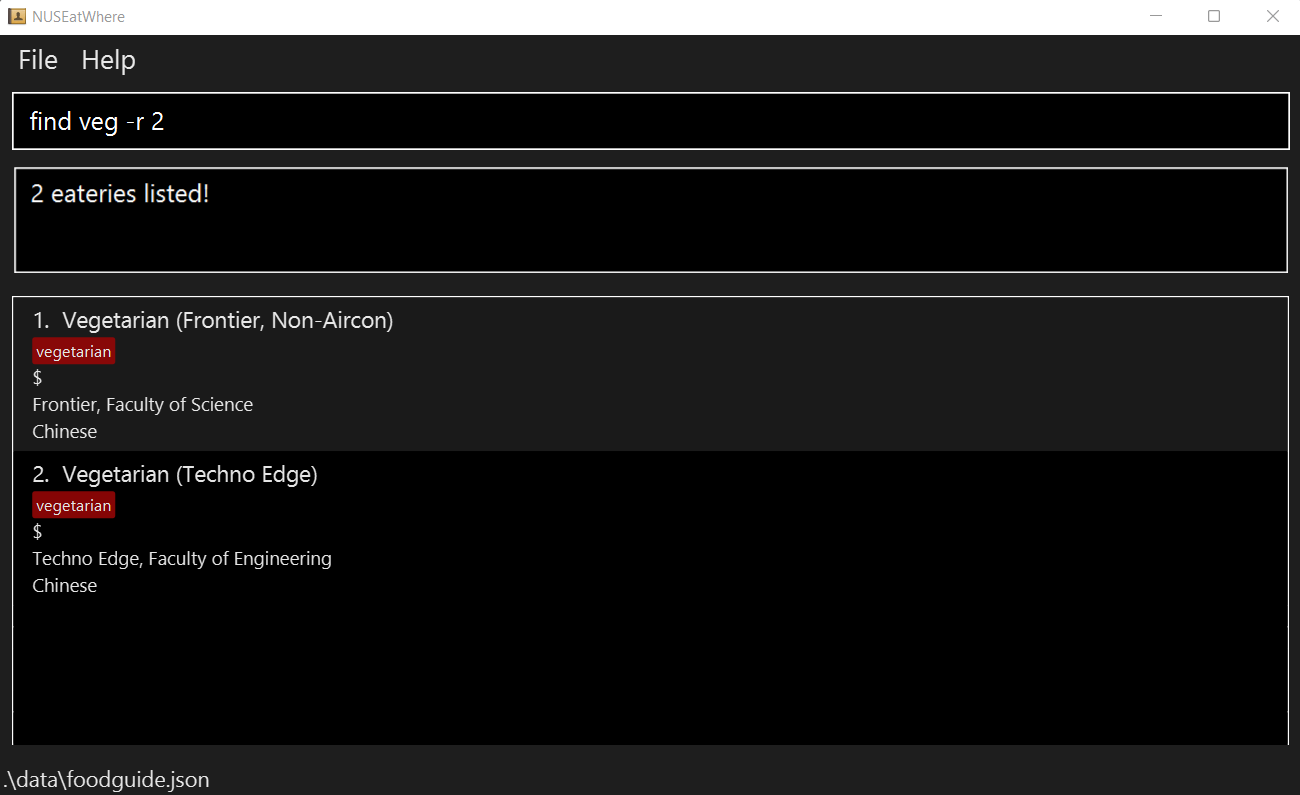 NUSEatWhere
File Help
find veg -r 2
2 eateries listed!
1. Vegetarian (Frontier, Non-Aircon)
vegetarian
$
Frontier, Faculty of Science
Chinese
2. Vegetarian (Techno Edge)
vegetarian
$
Techno Edge, Faculty of Engineering
Chinese
.\data\foodguide.json